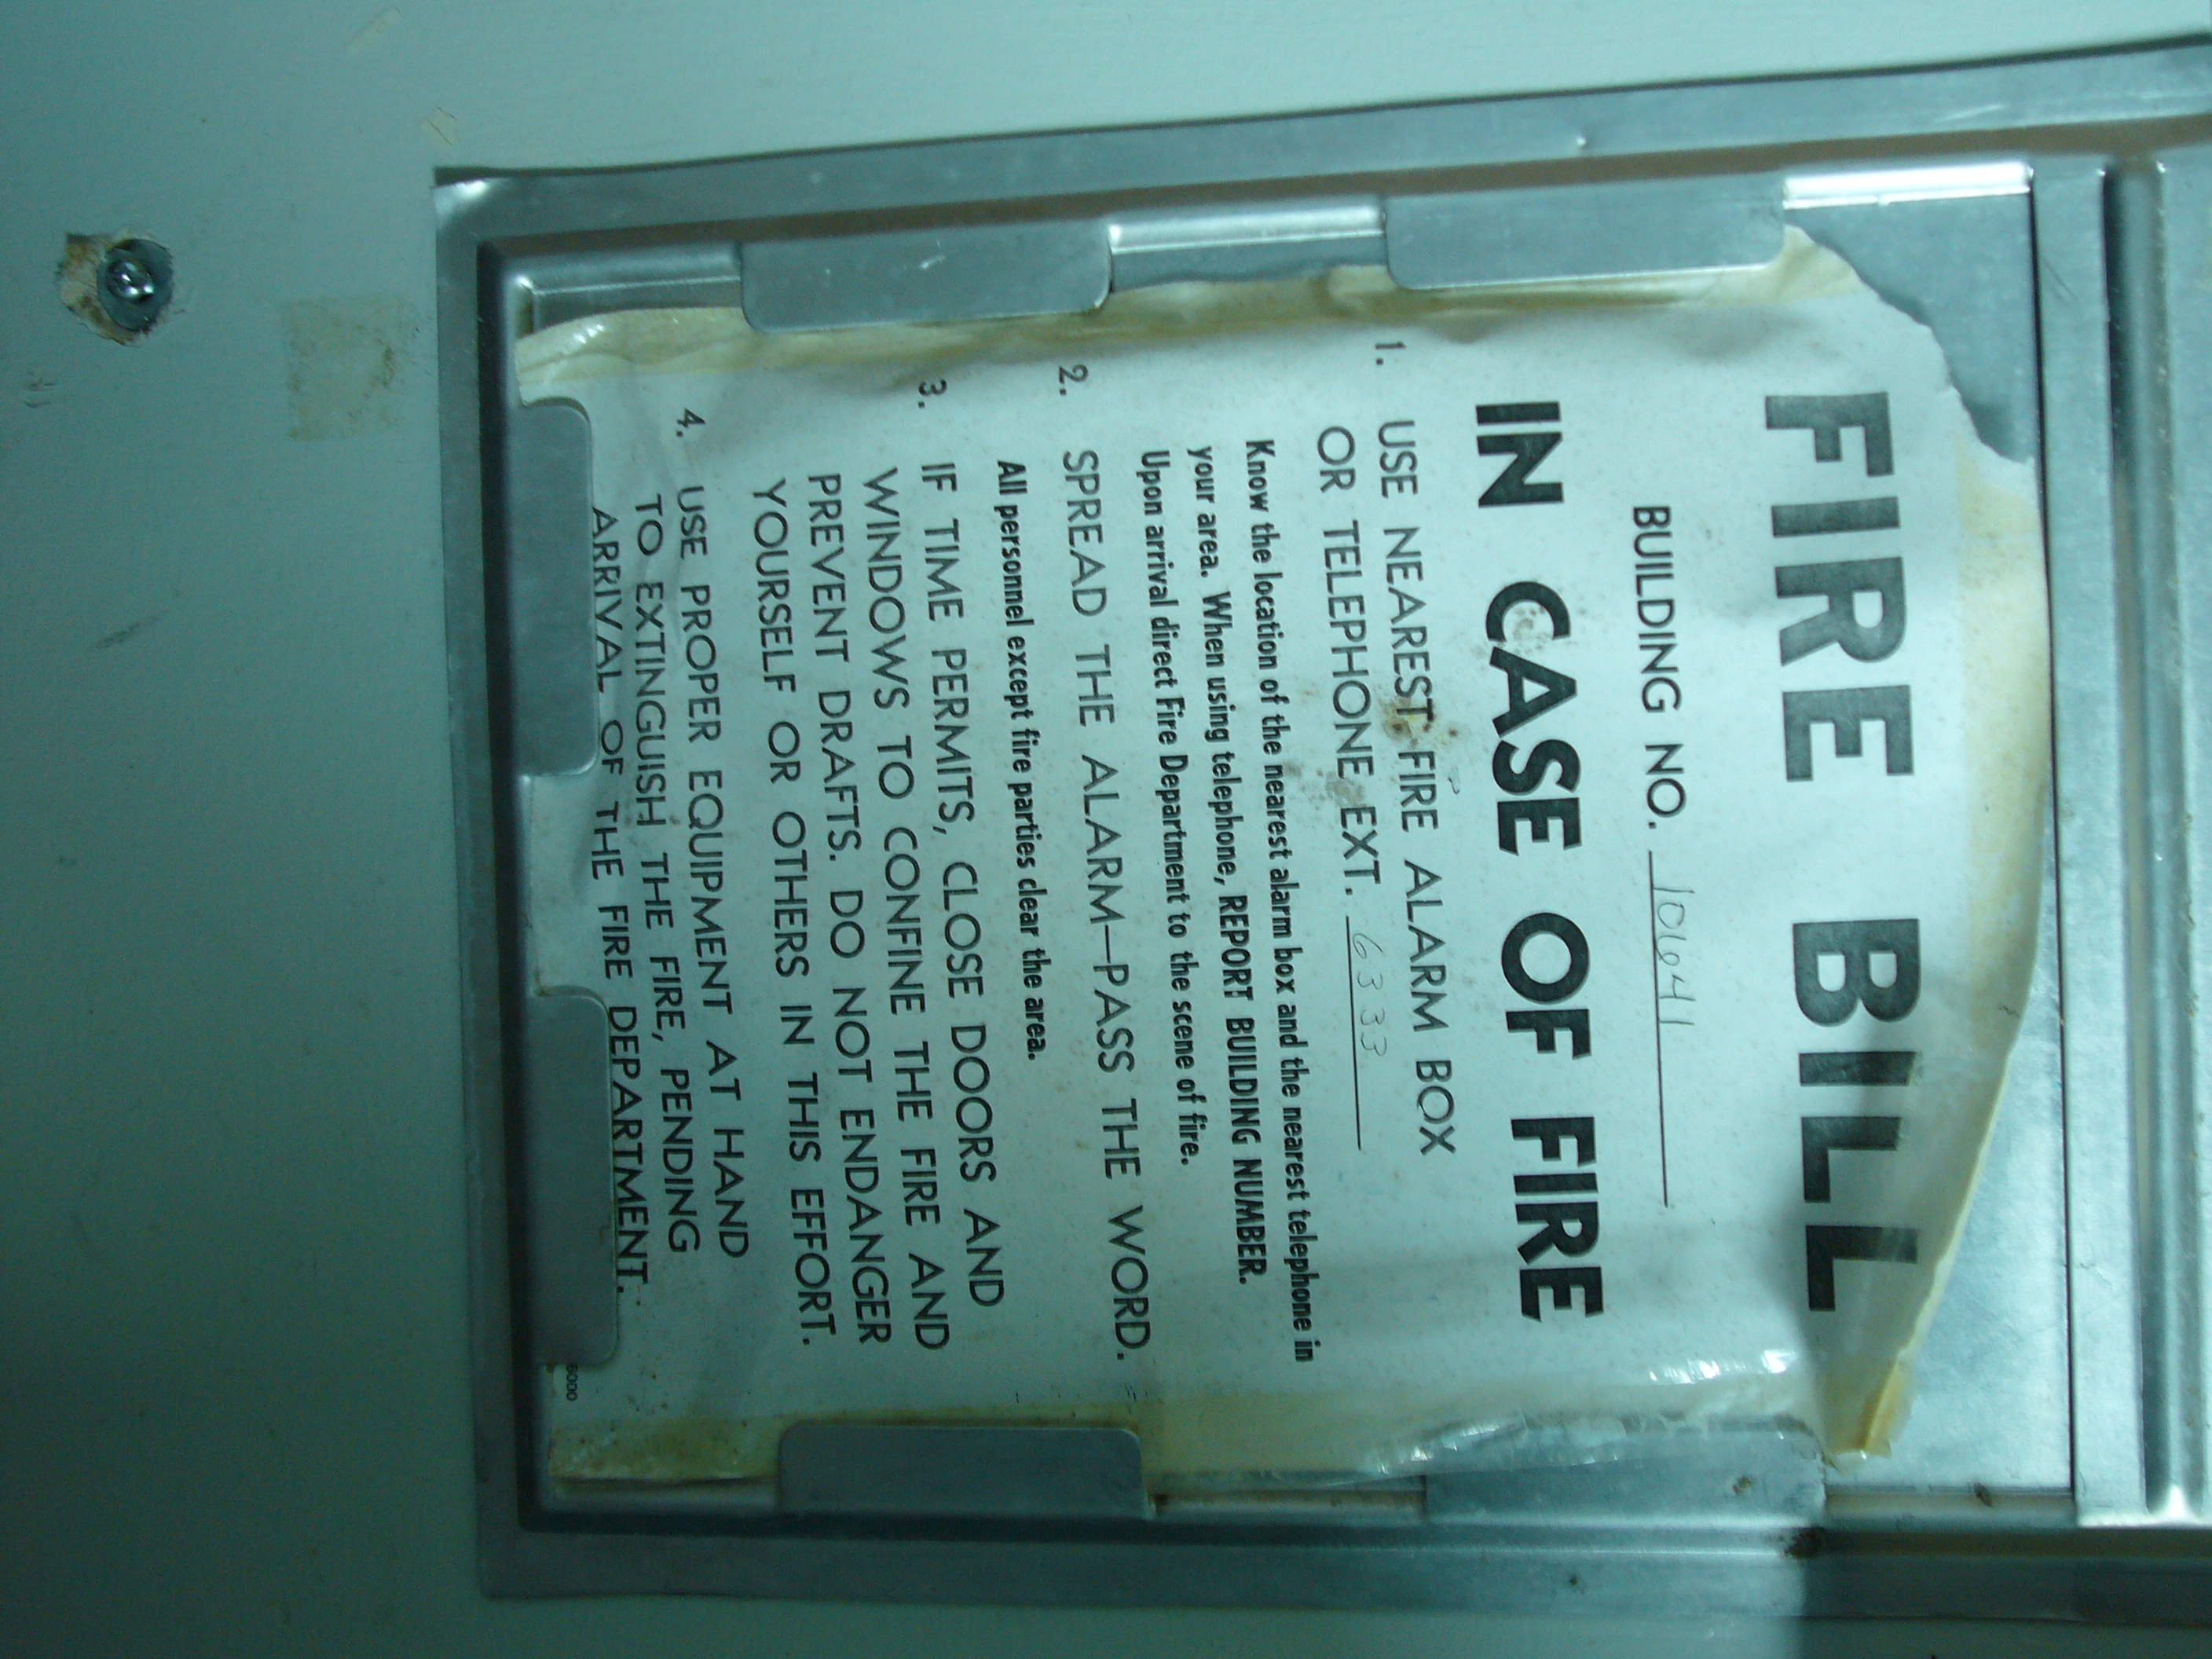 FIRE BILL
BUILDING NO. 10641
IN CASE OF FIRE
1. USE NEAREST FIRE ALARM BOX
OR TELEPHONE EXT. 6333
Know the location of the nearest alarm box and the nearest telephone in
your area. When using telephone, REPORT BUILDING NUMBER.
Upon arrival direct Fire Department to the scene of fire.
2. SPREAD THE ALARM—PASS THE WORD.
All personnel except fire parties clear the area.
3. IF TIME PERMITS, CLOSE DOORS AND
WINDOWS TO CONFINE THE FIRE AND
PREVENT DRAFTS. DO NOT ENDANGER
YOURSELF OR OTHERS IN THIS EFFORT.
4. USE PROPER EQUIPMENT AT HAND
TO EXTINGUISH THE FIRE, PENDING
ARRIVAL OF THE FIRE DEPARTMENT.